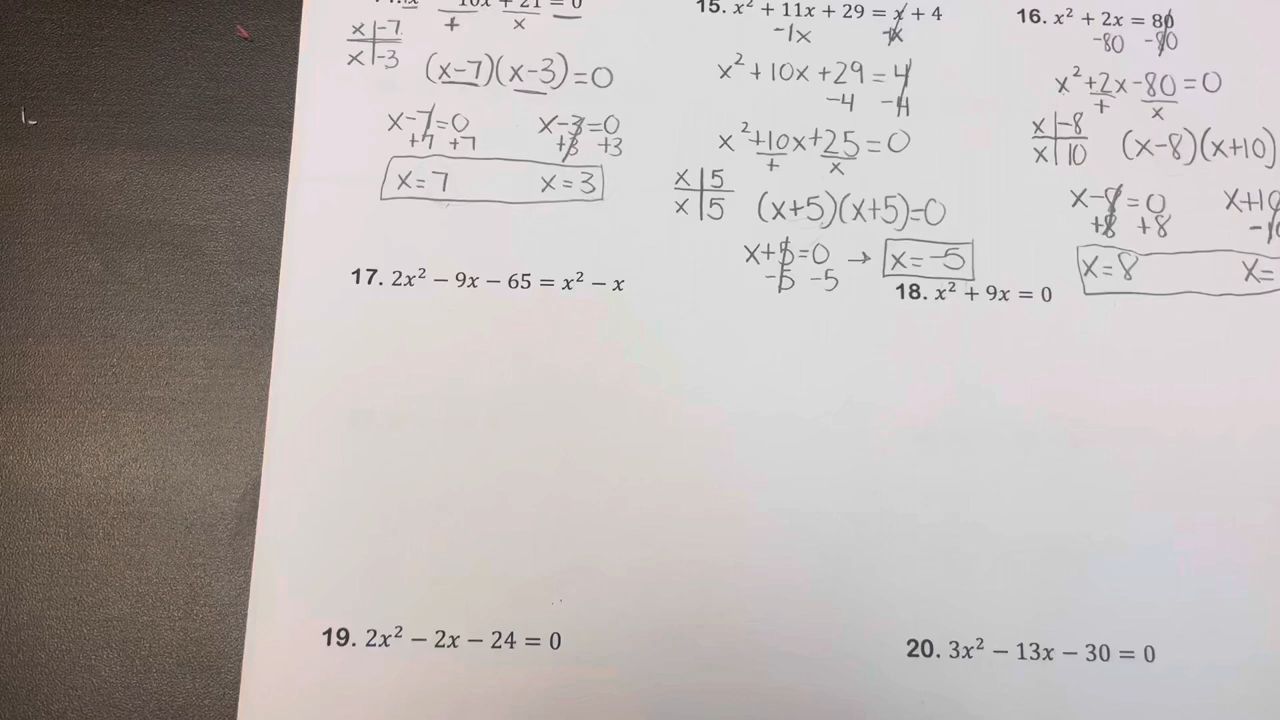 10x + 21 = 0
+ x
x -7
x -3
(x-7)(x-3)=0
x-7=0 x-3=0
+7 +7 +3 +3
x=7 x=3
15. x² + 11x + 29 = x + 4
-1x -1x
x²+10x+29=4
-4 -4
x²+10x+25=0
+ x
x 5
x 5
(x+5)(x+5)=0
x+5=0 → x=-5
-5 -5
16. x² + 2x = 80
-80 -80
x²+2x-80=0
+ x
x -8
x 10
(x-8)(x+10)
x-8=0 x+10
+8 +8 -10
x=8 x=
17. 2x² − 9x − 65 = x² − x
18. x² + 9x = 0
19. 2x² − 2x − 24 = 0
20. 3x² − 13x − 30 = 0